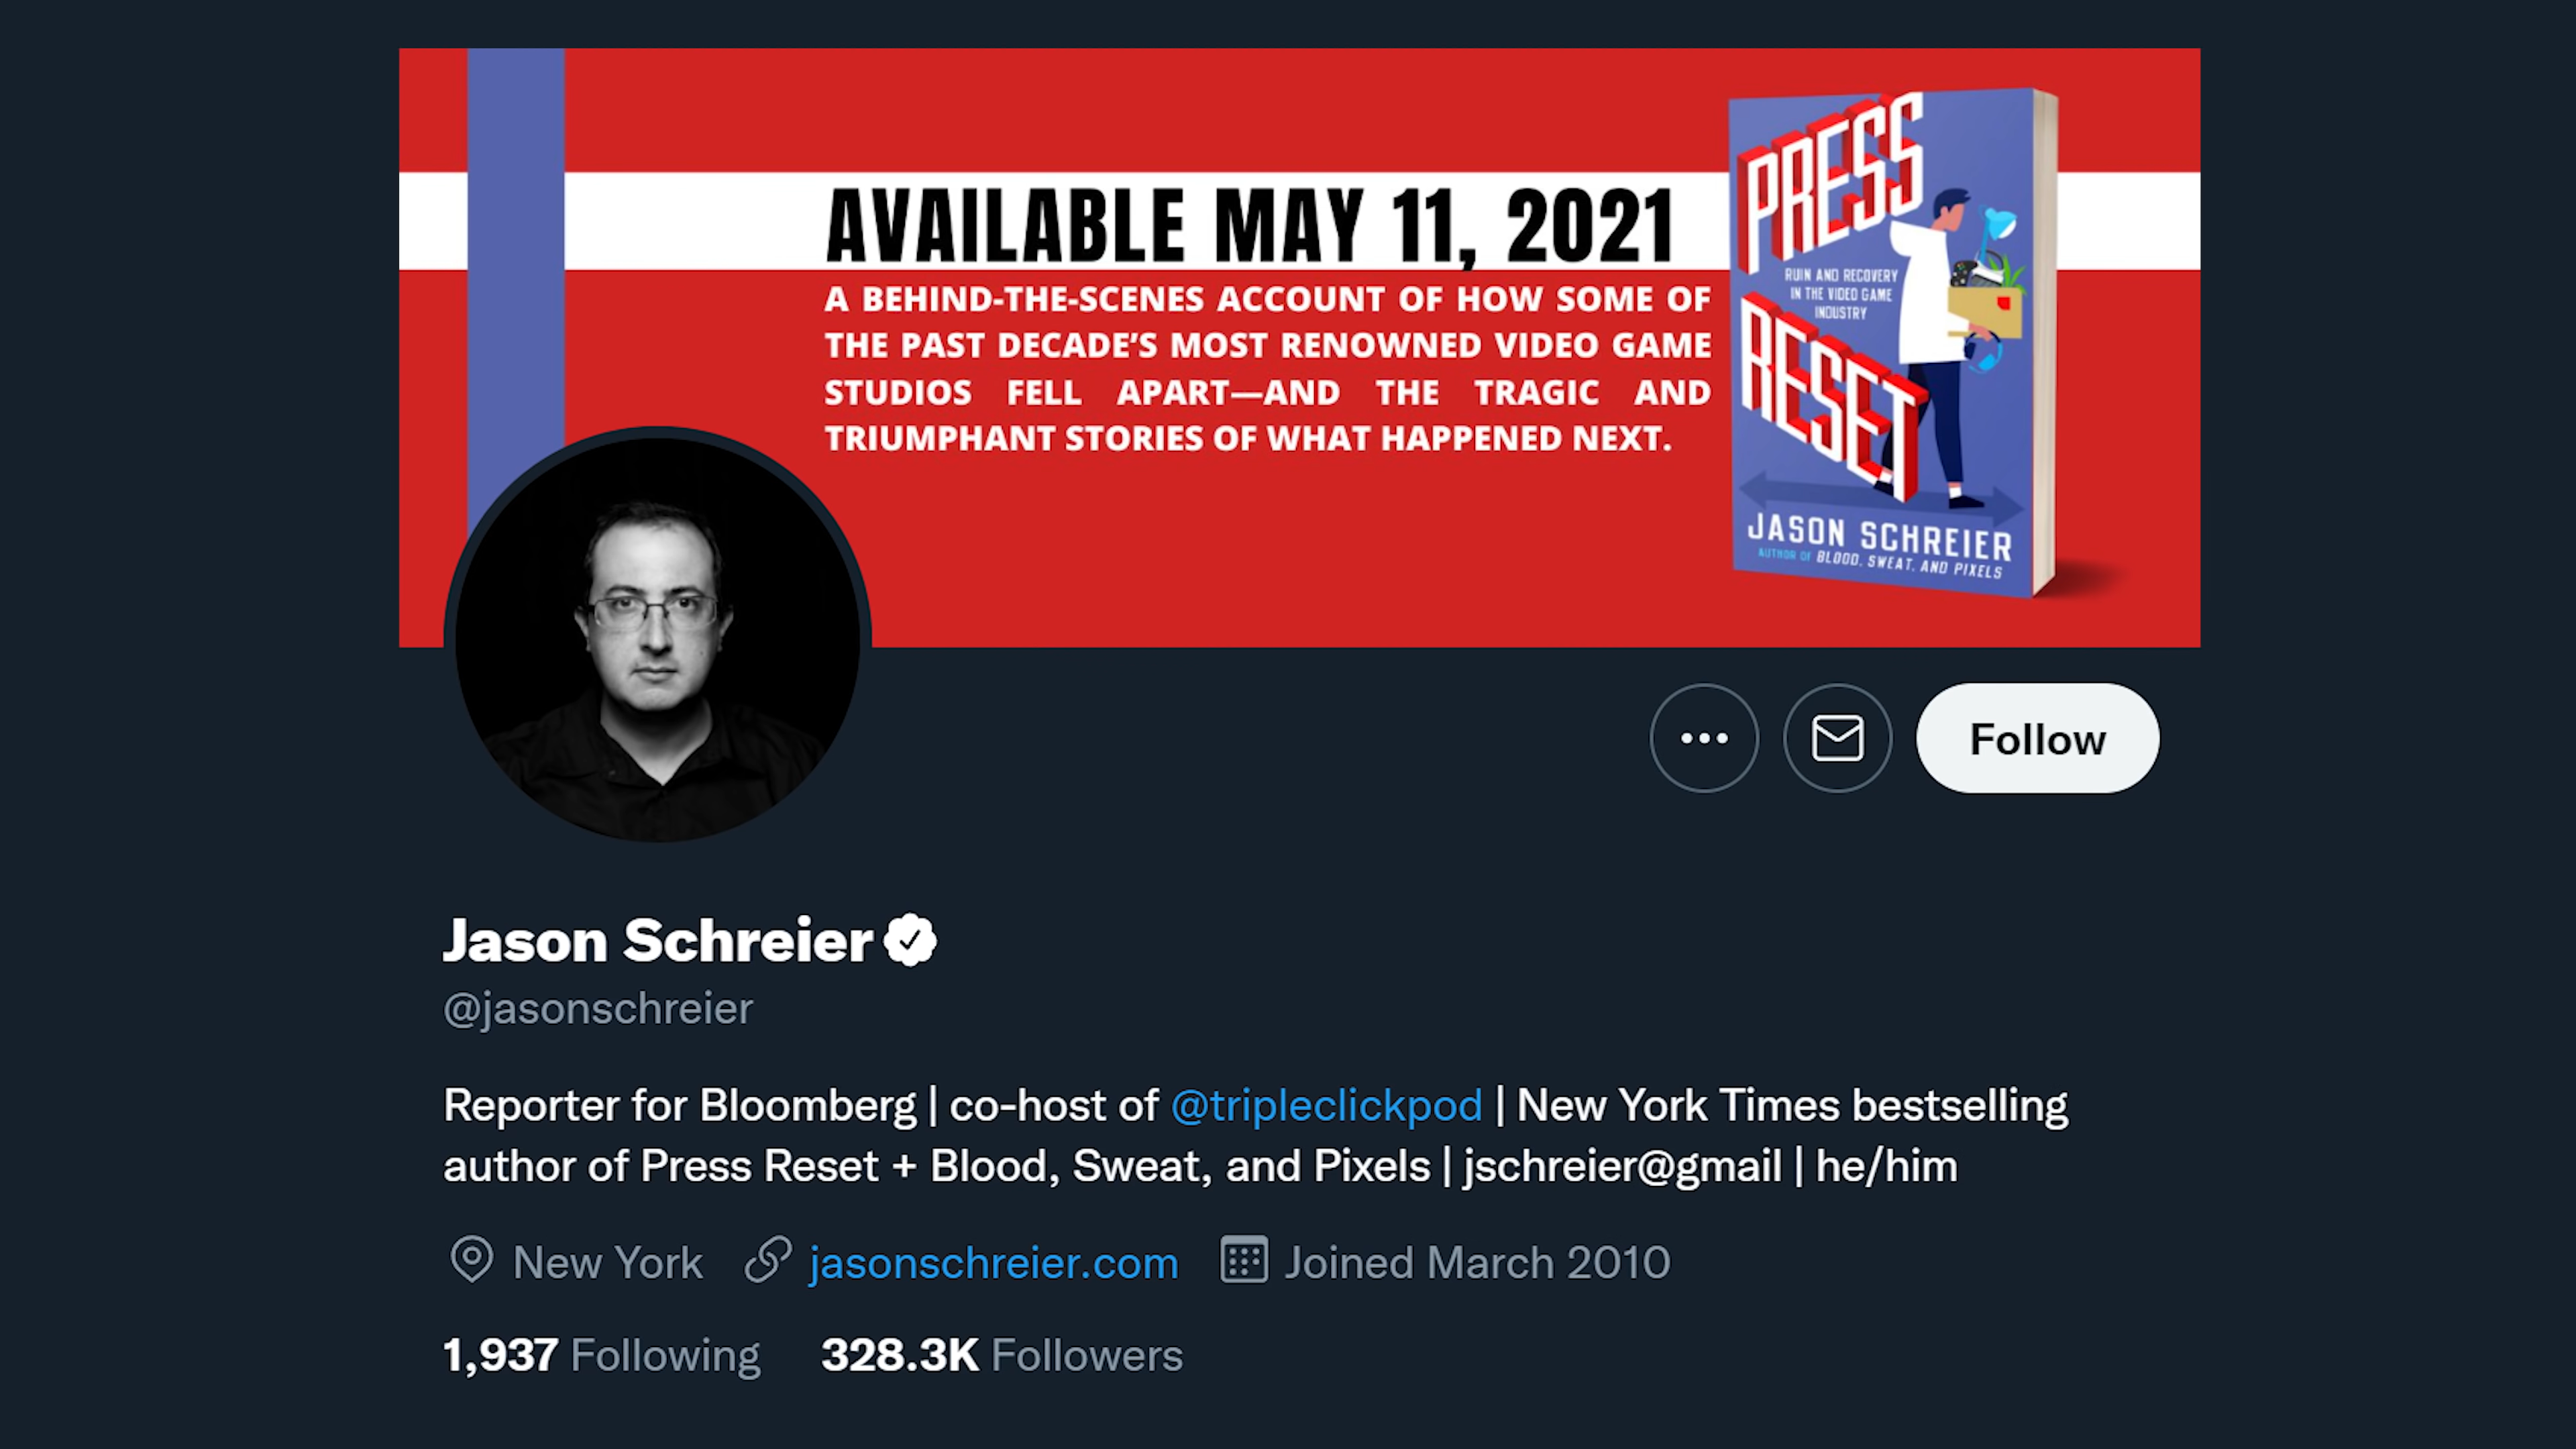 AVAILABLE MAY 11, 2021
A BEHIND-THE-SCENES ACCOUNT OF HOW SOME OF
THE PAST DECADE’S MOST RENOWNED VIDEO GAME
STUDIOS FELL APART—AND THE TRAGIC AND
TRIUMPHANT STORIES OF WHAT HAPPENED NEXT.
PRESS
RUIN AND RECOVERY
IN THE VIDEO GAME
INDUSTRY
RESET
JASON SCHREIER
AUTHOR OF BLOOD, SWEAT, AND PIXELS
Follow
Jason Schreier
@jasonschreier
Reporter for Bloomberg | co-host of @tripleclickpod | New York Times bestselling
author of Press Reset + Blood, Sweat, and Pixels | jschreier@gmail | he/him
New York jasonschreier.com Joined March 2010
1,937 Following 328.3K Followers